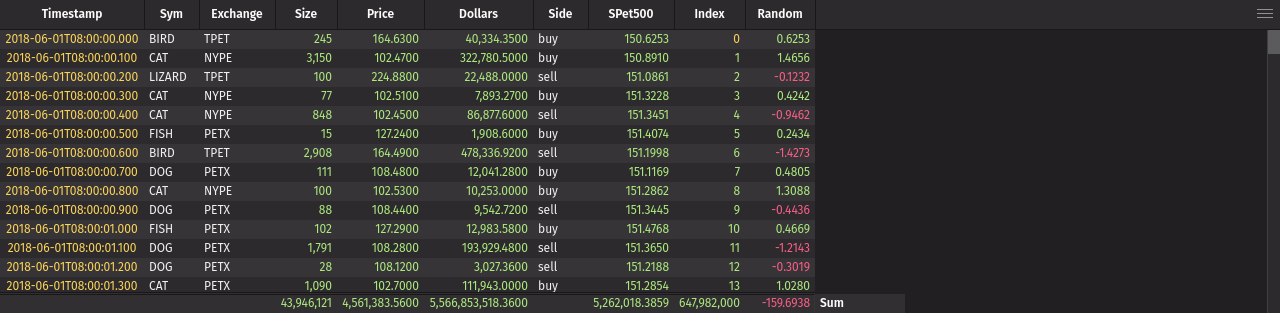 Timestamp Sym Exchange Size Price Dollars Side SPet500 Index Random
2018-06-01T08:00:00.000 BIRD TPET 245 164.6300 40,334.3500 buy 150.6253 0 0.6253
2018-06-01T08:00:00.100 CAT NYPE 3,150 102.4700 322,780.5000 buy 150.8910 1 1.4656
2018-06-01T08:00:00.200 LIZARD TPET 100 224.8800 22,488.0000 sell 151.0861 2 -0.1232
2018-06-01T08:00:00.300 CAT NYPE 77 102.5100 7,893.2700 buy 151.3228 3 0.4242
2018-06-01T08:00:00.400 CAT NYPE 848 102.4500 86,877.6000 sell 151.3451 4 -0.9462
2018-06-01T08:00:00.500 FISH PETX 15 127.2400 1,908.6000 buy 151.4074 5 0.2434
2018-06-01T08:00:00.600 BIRD TPET 2,908 164.4900 478,336.9200 sell 151.1998 6 -1.4273
2018-06-01T08:00:00.700 DOG PETX 111 108.4800 12,041.2800 buy 151.1169 7 0.4805
2018-06-01T08:00:00.800 CAT NYPE 100 102.5300 10,253.0000 buy 151.2862 8 1.3088
2018-06-01T08:00:00.900 DOG PETX 88 108.4400 9,542.7200 sell 151.3445 9 -0.4436
2018-06-01T08:00:01.000 FISH PETX 102 127.2900 12,983.5800 buy 151.4768 10 0.4669
2018-06-01T08:00:01.100 DOG PETX 1,791 108.2800 193,929.4800 sell 151.3650 11 -1.2143
2018-06-01T08:00:01.200 DOG PETX 28 108.1200 3,027.3600 sell 151.2188 12 -0.3019
2018-06-01T08:00:01.300 CAT PETX 1,090 102.7000 111,943.0000 buy 151.2854 13 1.0280
43,946,121 4,561,383.5600 5,566,853,518.3600 5,262,018.3859 647,982,000 -159.6938 Sum